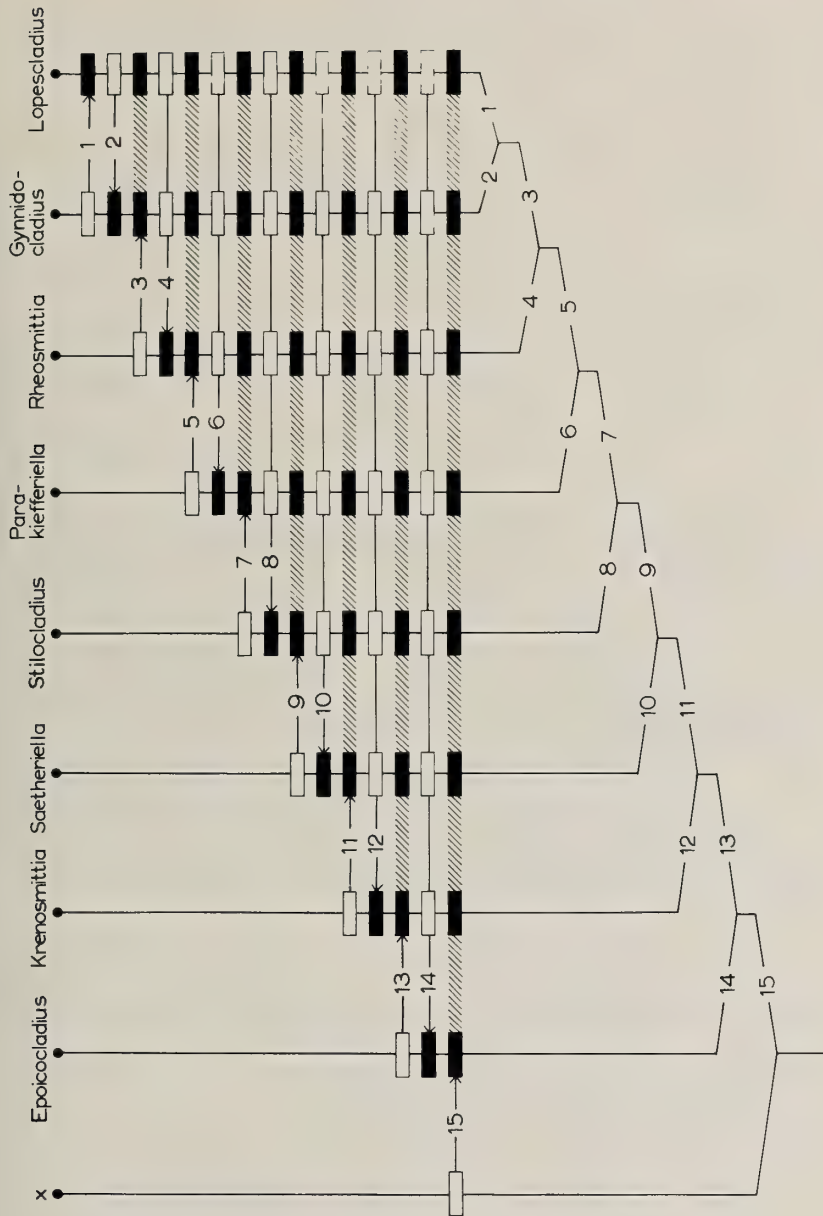 x
Epoicocladius
Krenosmittia
Saetheriella
Stilocladius
Para-
kiefferiella
Rheosmittia
Gynnido-
cladius
Lopescladius
1
2
3
4
5
6
7
8
9
10
11
12
13
14
15
1
2
3
4
5
6
7
8
9
10
11
12
13
14
15